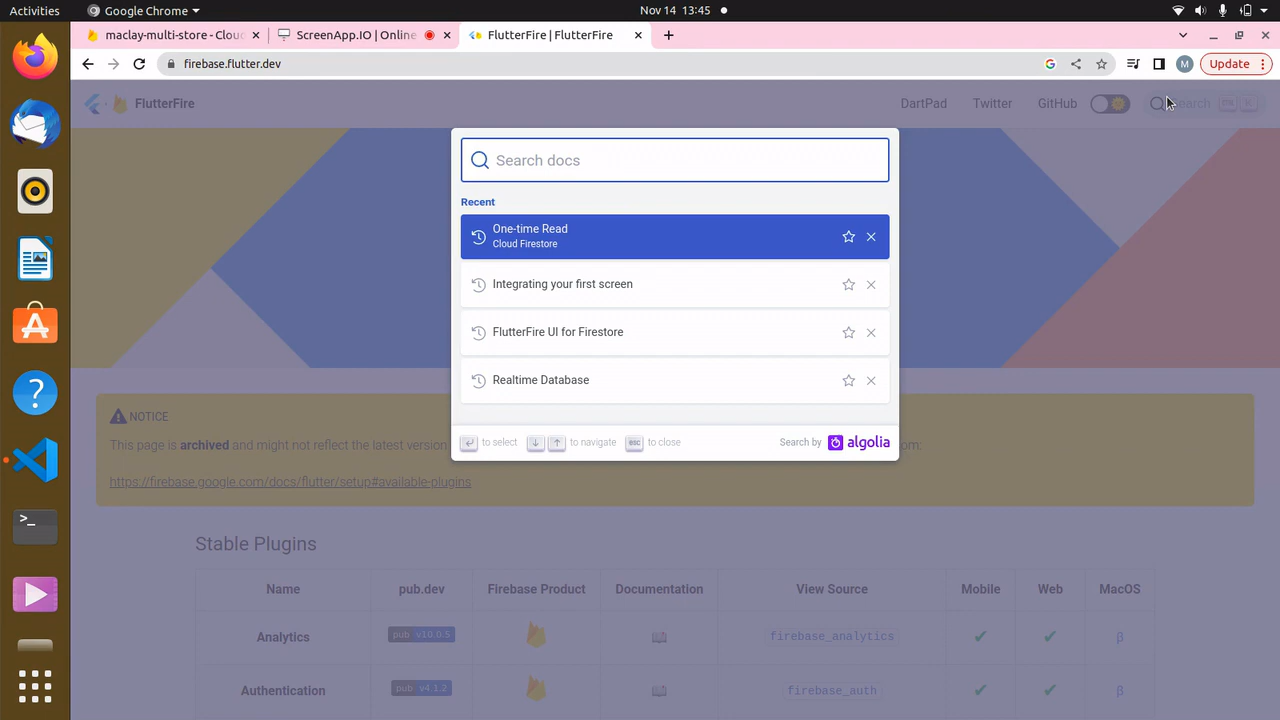 Activities
Google Chrome
Nov 14 13:45
maclay-multi-store - Cloud
ScreenApp.IO | Online
FlutterFire | FlutterFire
firebase.flutter.dev
M
Update
FlutterFire
DartPad
Twitter
GitHub
Search
Search docs
Recent
One-time Read
Cloud Firestore
Integrating your first screen
FlutterFire UI for Firestore
Realtime Database
to select
to navigate
esc
to close
Search by
algolia
NOTICE
This page is archived and might not reflect the latest version
om:
https://firebase.google.com/docs/flutter/setup#available-plugins
Stable Plugins
Name pub.dev Firebase Product Documentation View Source Mobile Web MacOS
Analytics pub v10.0.5 firebase_analytics ✔ ✔ β
Authentication pub v4.1.2 firebase_auth ✔ ✔ β